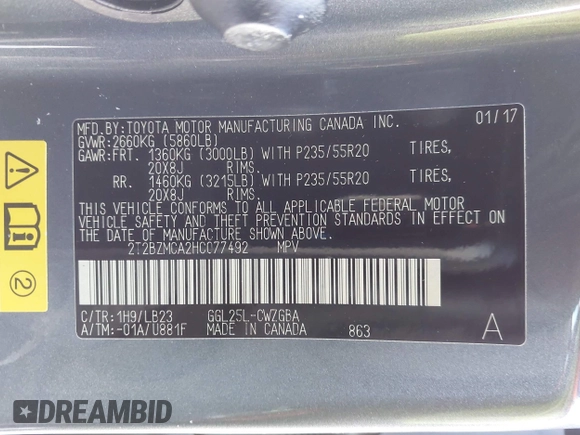 MFD.BY:TOYOTA MOTOR MANUFACTURING CANADA INC. 01/17
GVWR:2660KG (5860LB)
GAWR:FRT. 1360KG (3000LB) WITH P235/55R20 TIRES,
20X8J RIMS.
RR. 1460KG (3215LB) WITH P235/55R20 TIRES,
20X8J RIMS.
THIS VEHICLE CONFORMS TO ALL APPLICABLE FEDERAL MOTOR
VEHICLE SAFETY AND THEFT PREVENTION STANDARDS IN EFFECT ON
THE DATE OF MANUFACTURE SHOWN ABOVE.
2T2BZMCA2HC077492 MPV
C/TR:1H9/LB23 GGL25L-CWZGBA
A/TM:-01A/U881F MADE IN CANADA 863 A
2
DREAMBID